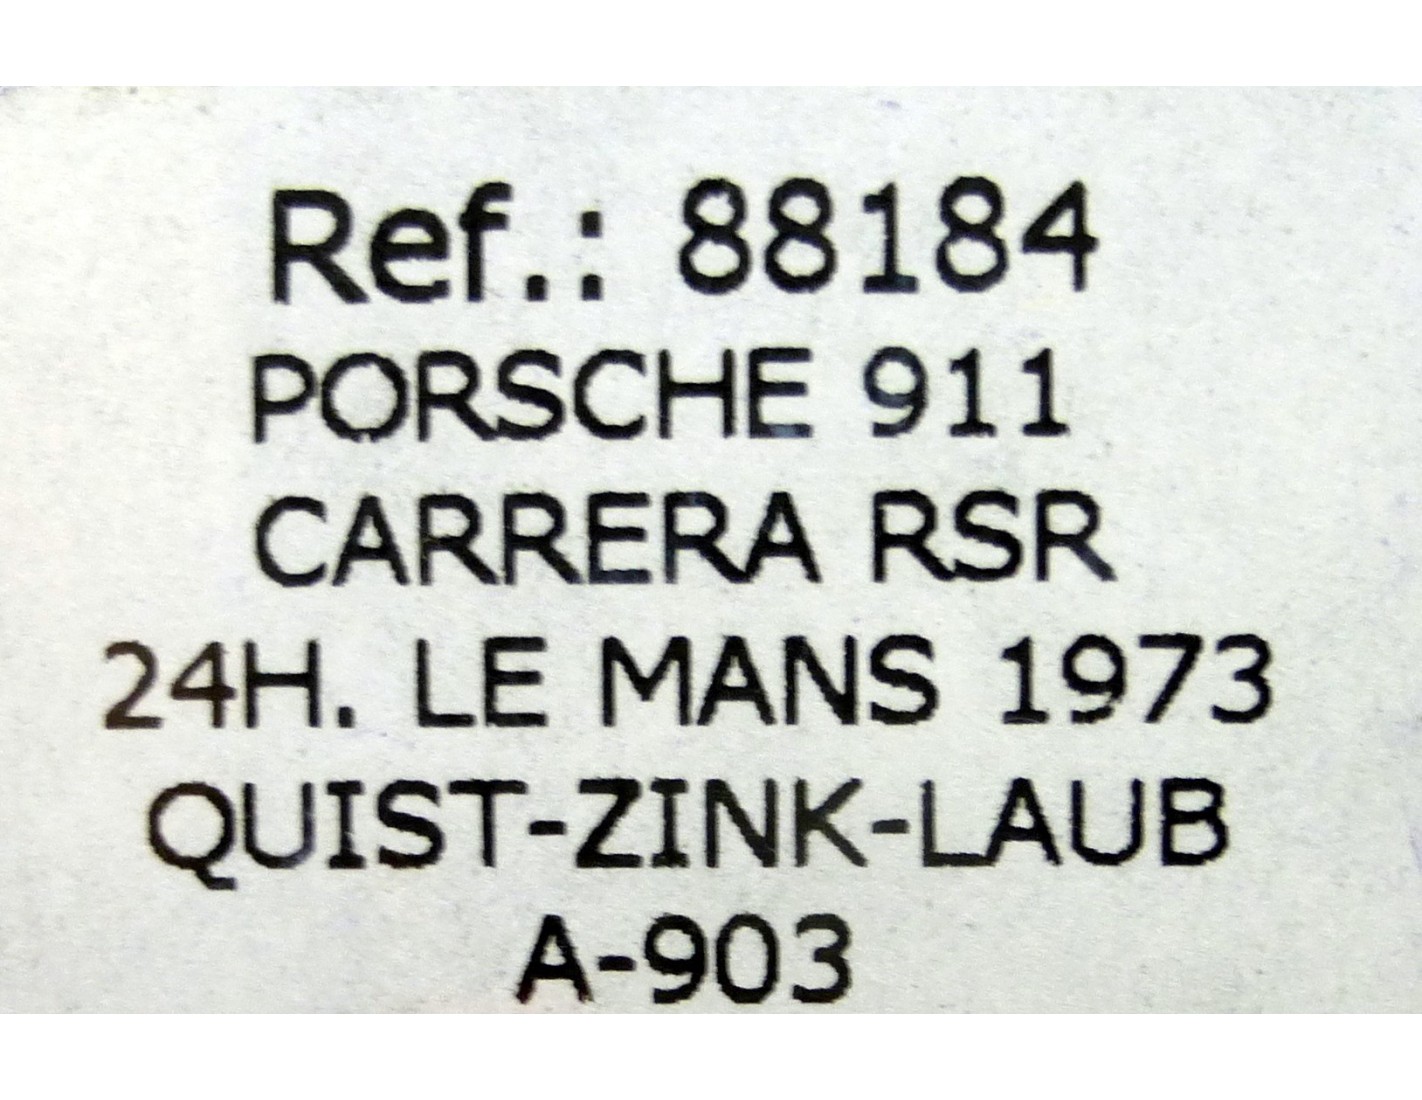 Ref.: 88184
PORSCHE 911
CARRERA RSR
24H. LE MANS 1973
QUIST-ZINK-LAUB
A-903